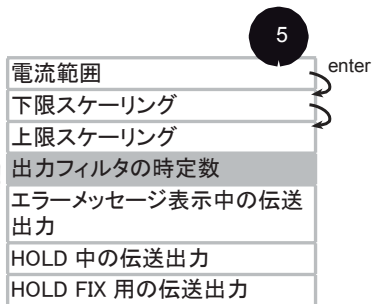 5
enter
電流範囲
下限スケーリング
上限スケーリング
出力フィルタの時定数
エラーメッセージ表示中の伝送
出力
HOLD 中の伝送出力
HOLD FIX 用の伝送出力